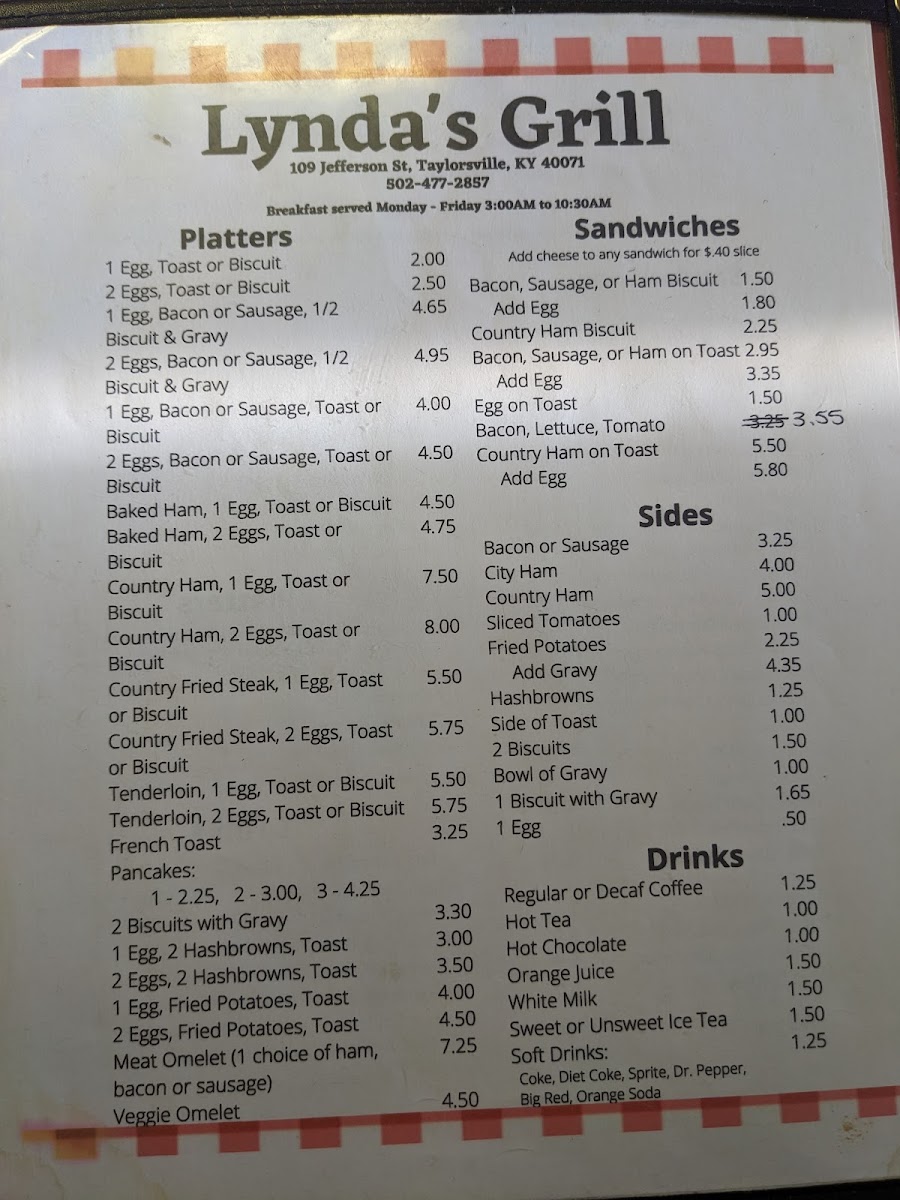 Lynda's Grill
109 Jefferson St, Taylorsville, KY 40071
502-477-2857
Breakfast served Monday - Friday 3:00AM to 10:30AM
Platters
1 Egg, Toast or Biscuit 2.00
2 Eggs, Toast or Biscuit 2.50
1 Egg, Bacon or Sausage, 1/2 4.65
Biscuit & Gravy
2 Eggs, Bacon or Sausage, 1/2 4.95
Biscuit & Gravy
1 Egg, Bacon or Sausage, Toast or 4.00
Biscuit
2 Eggs, Bacon or Sausage, Toast or 4.50
Biscuit
Baked Ham, 1 Egg, Toast or Biscuit 4.50
Baked Ham, 2 Eggs, Toast or 4.75
Biscuit
Country Ham, 1 Egg, Toast or 7.50
Biscuit
Country Ham, 2 Eggs, Toast or 8.00
Biscuit
Country Fried Steak, 1 Egg, Toast 5.50
or Biscuit
Country Fried Steak, 2 Eggs, Toast 5.75
or Biscuit
Tenderloin, 1 Egg, Toast or Biscuit 5.50
Tenderloin, 2 Eggs, Toast or Biscuit 5.75
French Toast 3.25
Pancakes:
1 - 2.25, 2 - 3.00, 3 - 4.25
2 Biscuits with Gravy 3.30
1 Egg, 2 Hashbrowns, Toast 3.00
2 Eggs, 2 Hashbrowns, Toast 3.50
1 Egg, Fried Potatoes, Toast 4.00
2 Eggs, Fried Potatoes, Toast 4.50
Meat Omelet (1 choice of ham, 7.25
bacon or sausage)
Veggie Omelet 4.50
Sandwiches
Add cheese to any sandwich for $.40 slice
Bacon, Sausage, or Ham Biscuit 1.50
Add Egg 1.80
Country Ham Biscuit 2.25
Bacon, Sausage, or Ham on Toast 2.95
Add Egg 3.35
Egg on Toast 1.50
Bacon, Lettuce, Tomato 3.25 3.55
Country Ham on Toast 5.50
Add Egg 5.80
Sides
Bacon or Sausage 3.25
City Ham 4.00
Country Ham 5.00
Sliced Tomatoes 1.00
Fried Potatoes 2.25
Add Gravy 4.35
Hashbrowns 1.25
Side of Toast 1.00
2 Biscuits 1.50
Bowl of Gravy 1.00
1 Biscuit with Gravy 1.65
1 Egg .50
Drinks
Regular or Decaf Coffee 1.25
Hot Tea 1.00
Hot Chocolate 1.00
Orange Juice 1.50
White Milk 1.50
Sweet or Unsweet Ice Tea 1.50
Soft Drinks: 1.25
Coke, Diet Coke, Sprite, Dr. Pepper,
Big Red, Orange Soda